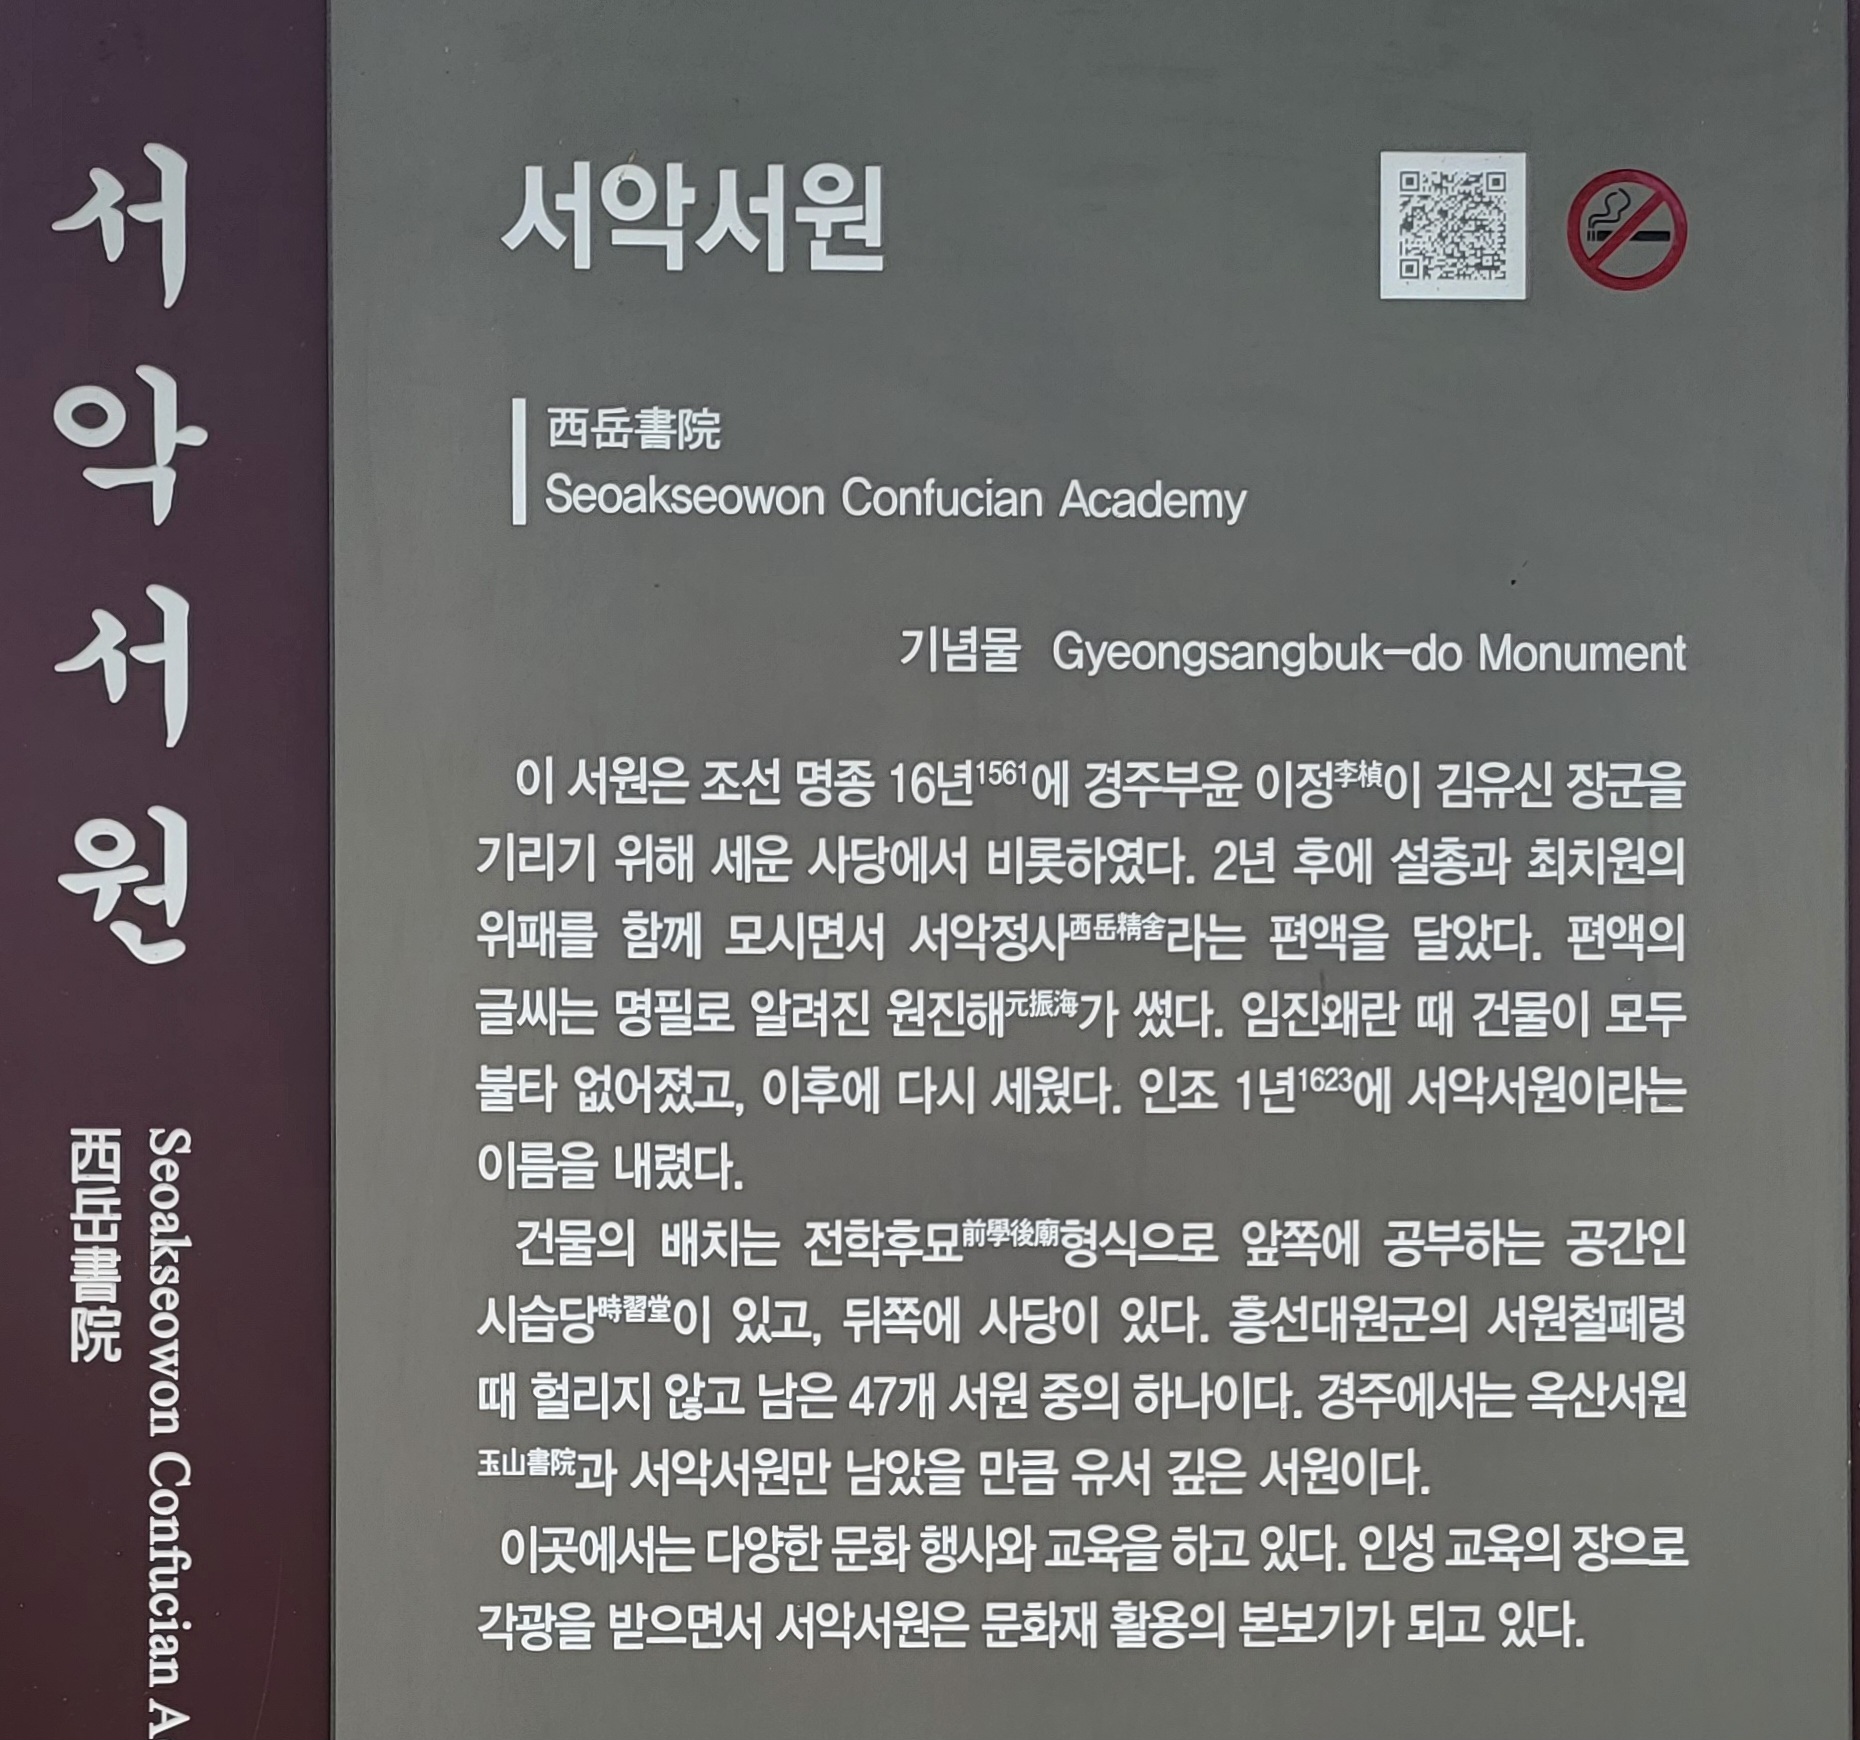 서악서원
西岳書院
Seoakseowon Confucian A
서악서원
西岳書院
Seoakseowon Confucian Academy
기념물 Gyeongsangbuk-do Monument
이 서원은 조선 명종 16년1561에 경주부윤 이정李楨이 김유신 장군을
기리기 위해 세운 사당에서 비롯하였다. 2년 후에 설총과 최치원의
위패를 함께 모시면서 서악정사西岳精舍라는 편액을 달았다. 편액의
글씨는 명필로 알려진 원진해元振海가 썼다. 임진왜란 때 건물이 모두
불타 없어졌고, 이후에 다시 세웠다. 인조 1년1623에 서악서원이라는
이름을 내렸다.
건물의 배치는 전학후묘前學後廟형식으로 앞쪽에 공부하는 공간인
시습당時習堂이 있고, 뒤쪽에 사당이 있다. 흥선대원군의 서원철폐령
때 헐리지 않고 남은 47개 서원 중의 하나이다. 경주에서는 옥산서원
玉山書院과 서악서원만 남았을 만큼 유서 깊은 서원이다.
이곳에서는 다양한 문화 행사와 교육을 하고 있다. 인성 교육의 장으로
각광을 받으면서 서악서원은 문화재 활용의 본보기가 되고 있다.